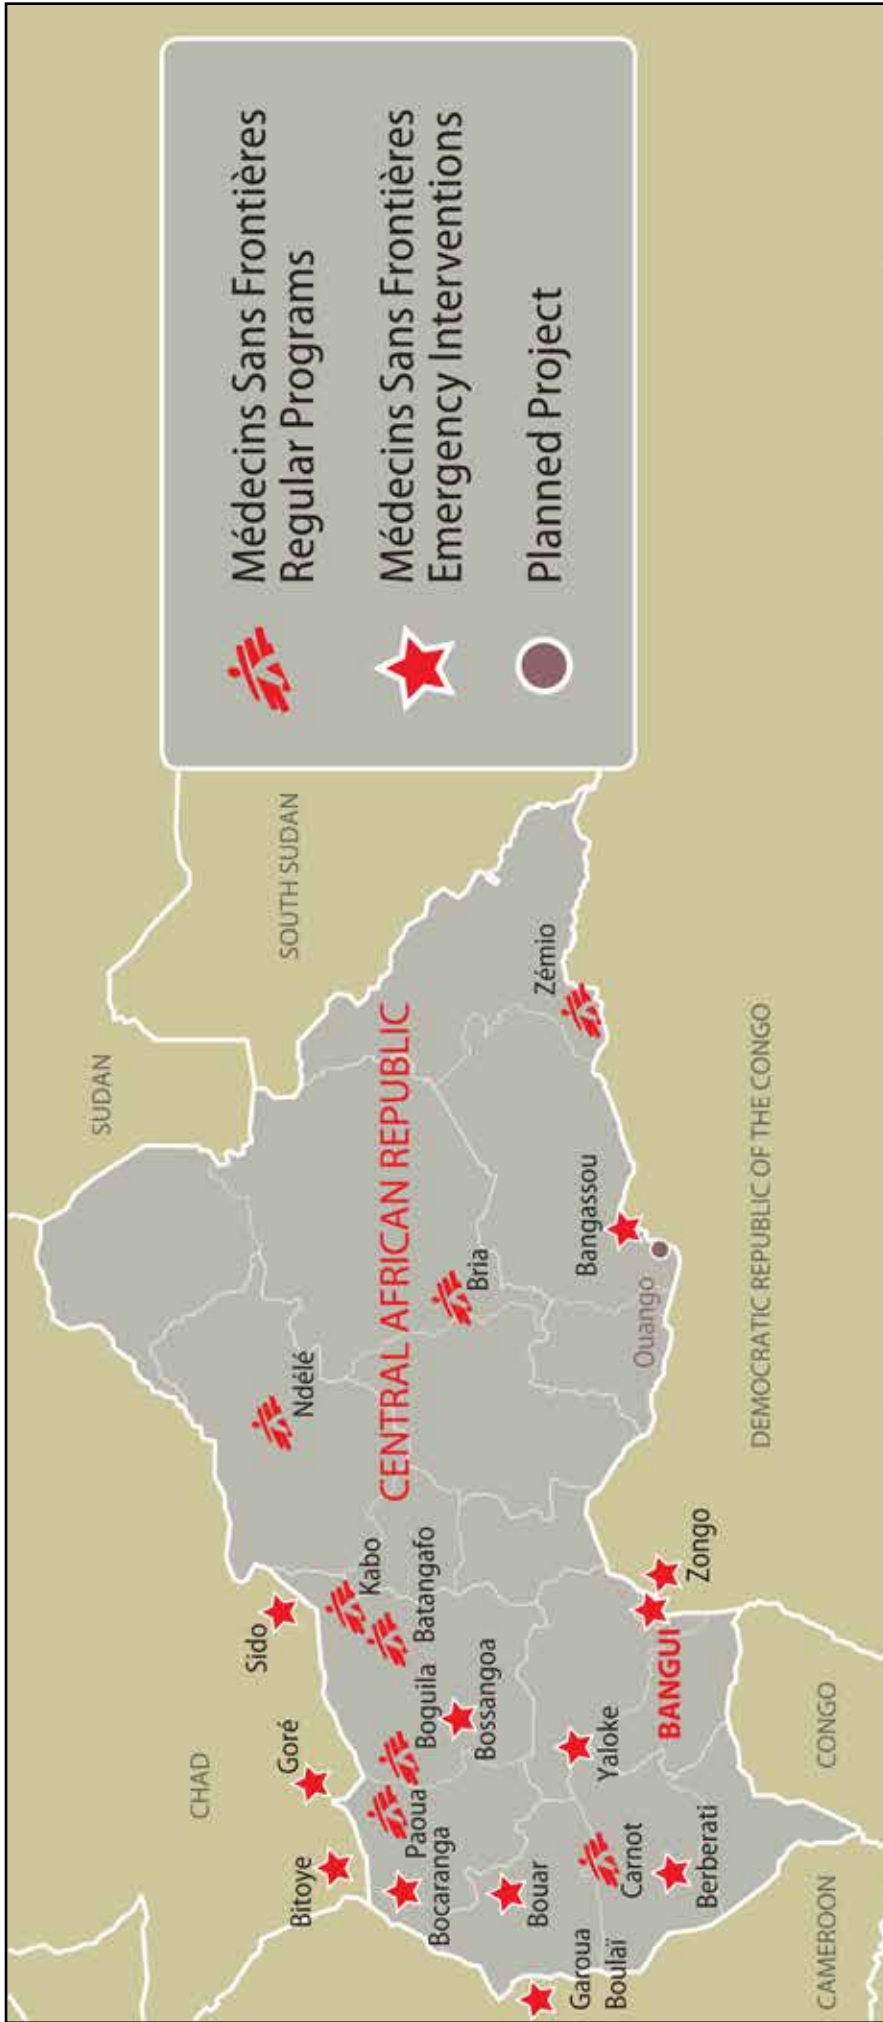 Médecins Sans Frontières
Regular Programs
Médecins Sans Frontières
Emergency Interventions
Planned Project
SUDAN
SOUTH SUDAN
CHAD
CENTRAL AFRICAN REPUBLIC
DEMOCRATIC REPUBLIC OF THE CONGO
CONGO
CAMEROON
Bitoye
Goré
Sido
Ndélé
Kabo
Batangafo
Boguila
Paoua
Bocaranga
Bossangoa
Bria
Zémio
Bouar
Garoua
Boulaï
Yaloke
Carnot
Berberati
BANGUI
Zongo
Bangassou
Ouango